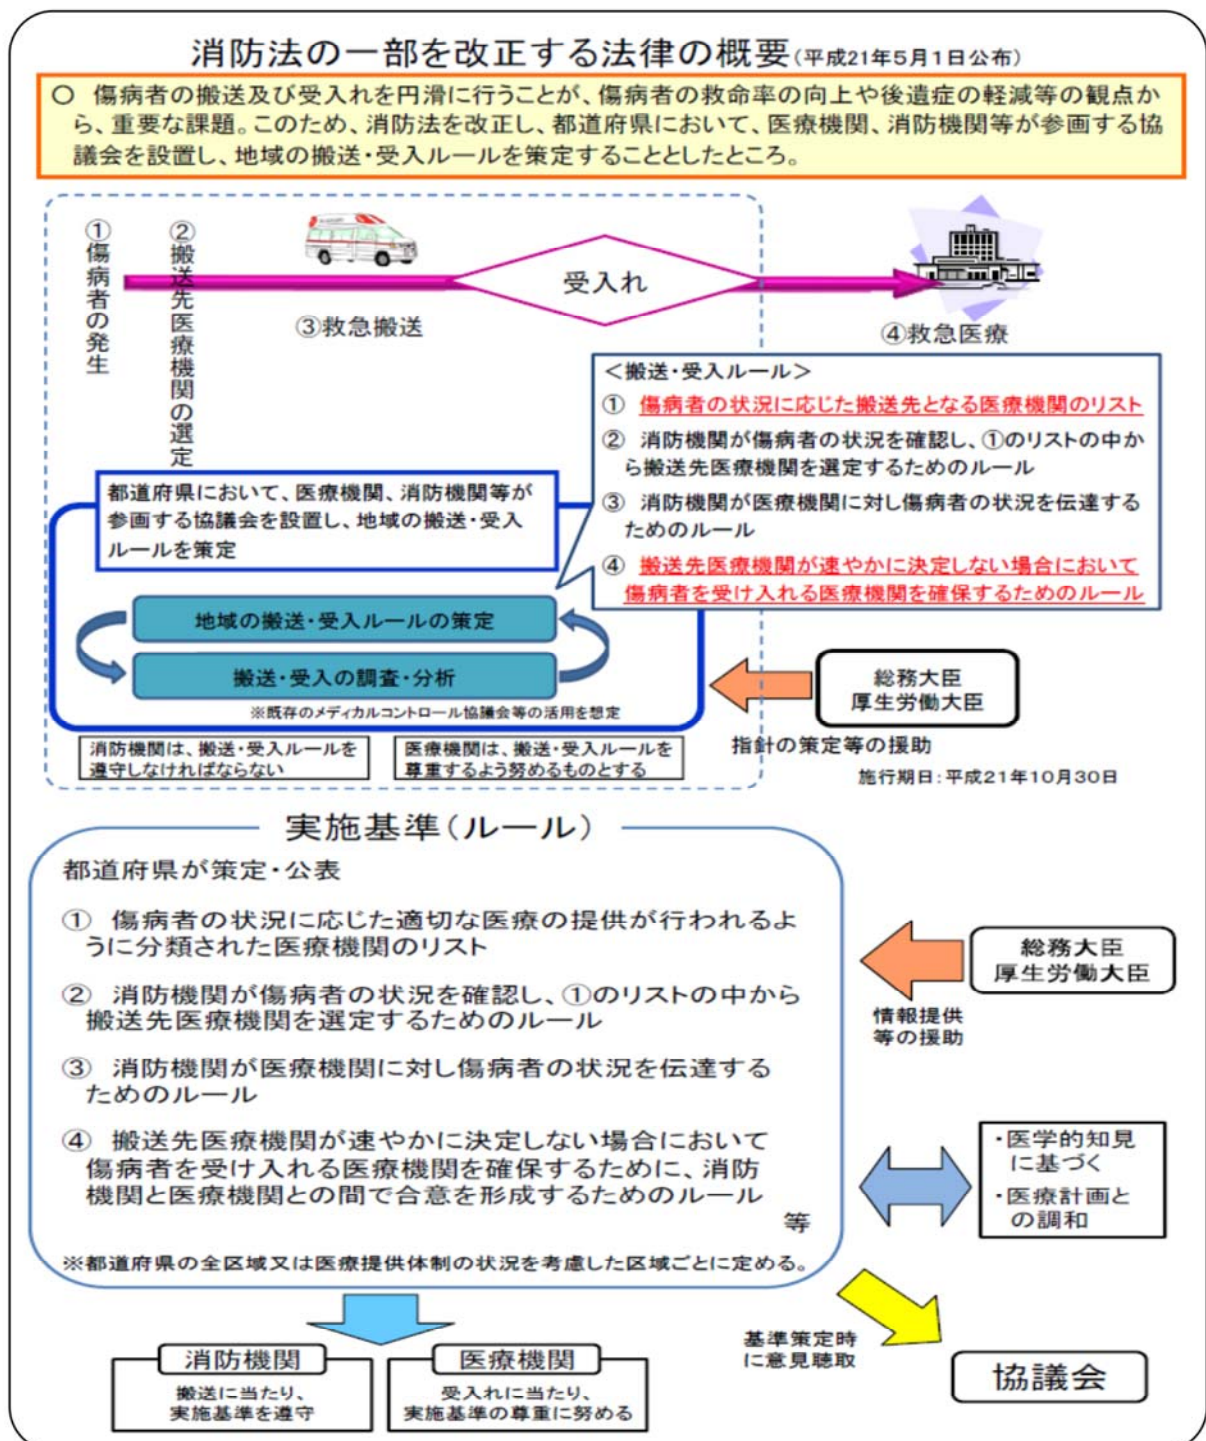 消防法の一部を改正する法律の概要(平成21年5月1日公布)
○ 傷病者の搬送及び受入れを円滑に行うことが、傷病者の救命率の向上や後遺症の軽減等の観点か
ら、重要な課題。このため、消防法を改正し、都道府県において、医療機関、消防機関等が参画する協
議会を設置し、地域の搬送・受入ルールを策定することとしたところ。
①傷病者の発生
②搬送先医療機関の選定
③救急搬送
受入れ
④救急医療
<搬送・受入ルール>
① 傷病者の状況に応じた搬送先となる医療機関のリスト
② 消防機関が傷病者の状況を確認し、①のリストの中か
ら搬送先医療機関を選定するためのルール
③ 消防機関が医療機関に対し傷病者の状況を伝達する
ためのルール
④ 搬送先医療機関が速やかに決定しない場合において
傷病者を受け入れる医療機関を確保するためのルール
都道府県において、医療機関、消防機関等が
参画する協議会を設置し、地域の搬送・受入
ルールを策定
地域の搬送・受入ルールの策定
搬送・受入の調査・分析
※既存のメディカルコントロール協議会等の活用を想定
消防機関は、搬送・受入ルールを
遵守しなければならない
医療機関は、搬送・受入ルールを
尊重するよう努めるものとする
総務大臣
厚生労働大臣
指針の策定等の援助
施行期日:平成21年10月30日
実施基準(ルール)
都道府県が策定・公表
① 傷病者の状況に応じた適切な医療の提供が行われるよ
うに分類された医療機関のリスト
② 消防機関が傷病者の状況を確認し、①のリストの中から
搬送先医療機関を選定するためのルール
③ 消防機関が医療機関に対し傷病者の状況を伝達する
ためのルール
④ 搬送先医療機関が速やかに決定しない場合において
傷病者を受け入れる医療機関を確保するために、消防
機関と医療機関との間で合意を形成するためのルール
等
※都道府県の全区域又は医療提供体制の状況を考慮した区域ごとに定める。
総務大臣
厚生労働大臣
情報提供
等の援助
・医学的知見
に基づく
・医療計画と
の調和
基準策定時
に意見聴取
協議会
消防機関
搬送に当たり、
実施基準を遵守
医療機関
受入れに当たり、
実施基準の尊重に努める